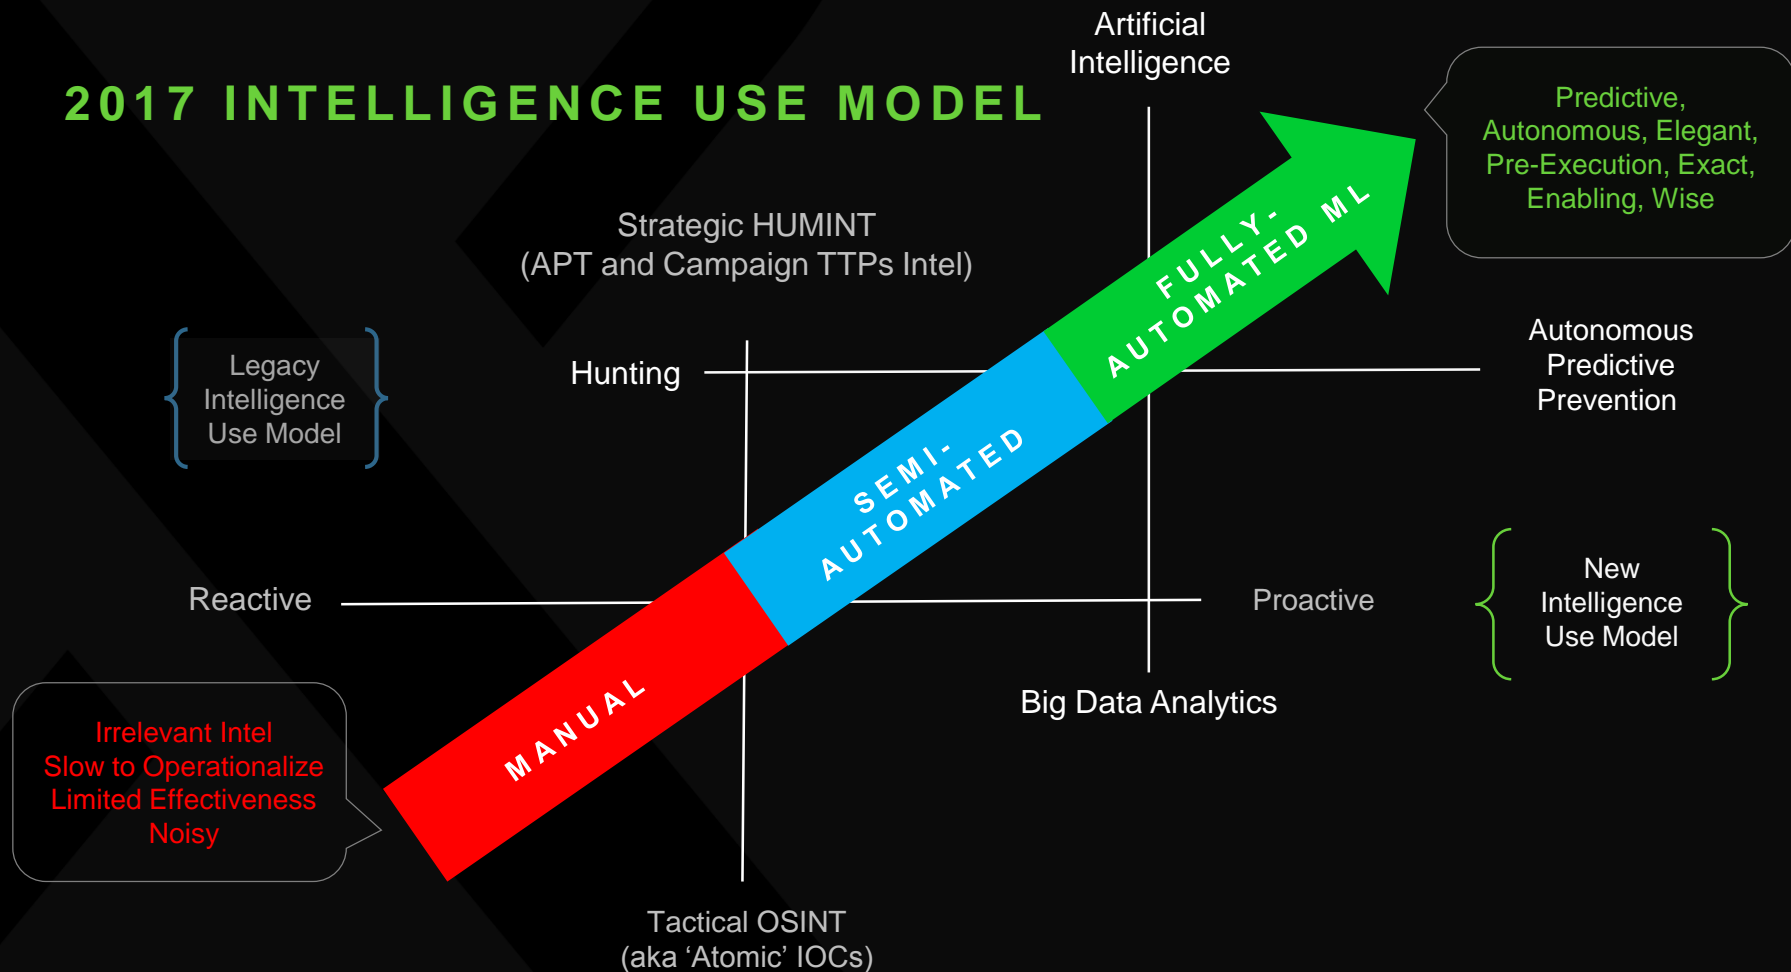 2017 INTELLIGENCE USE MODEL
Artificial
Intelligence
Predictive,
Autonomous, Elegant,
Pre-Execution, Exact,
Enabling, Wise
Strategic HUMINT
(APT and Campaign TTPs Intel)
FULLY-
AUTOMATED ML
Legacy
Intelligence
Use Model
Hunting
Autonomous
Predictive
Prevention
SEMI-
AUTOMATED
Reactive
Proactive
New
Intelligence
Use Model
MANUAL
Big Data Analytics
Irrelevant Intel
Slow to Operationalize
Limited Effectiveness
Noisy
Tactical OSINT
(aka ‘Atomic’ IOCs)